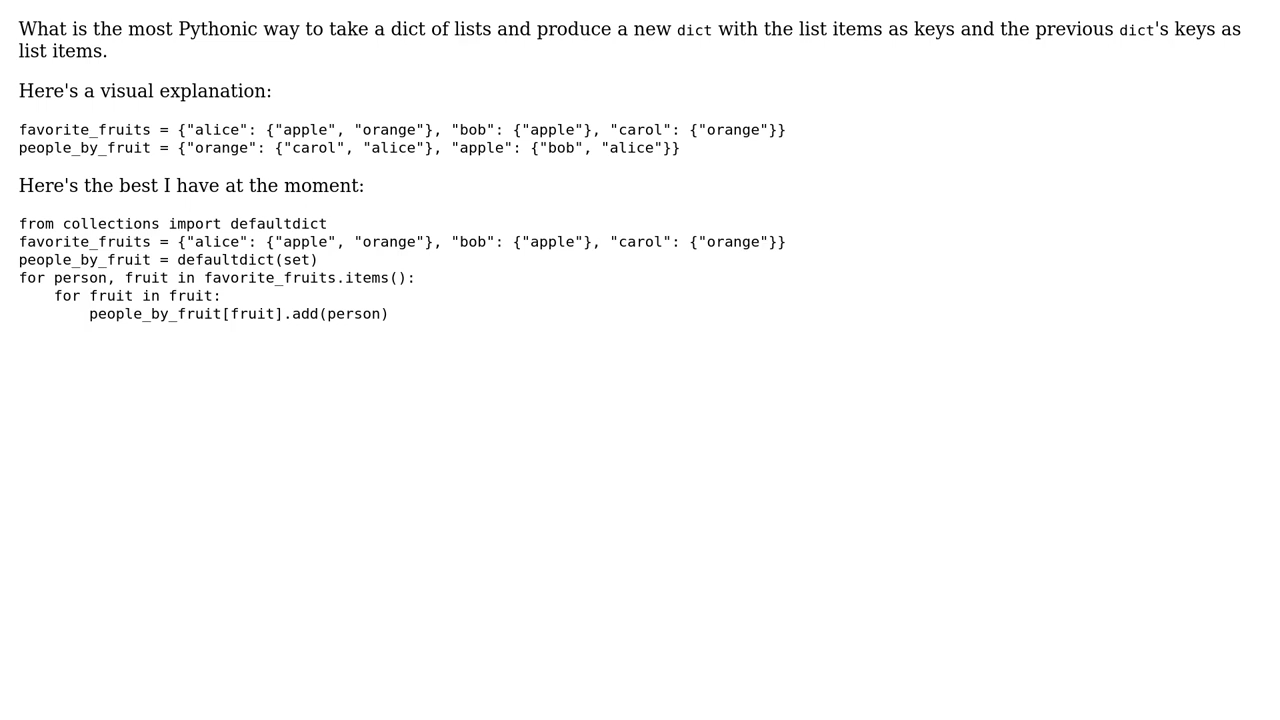 What is the most Pythonic way to take a dict of lists and produce a new dict with the list items as keys and the previous dict's keys as
list items.
Here's a visual explanation:
favorite_fruits = {"alice": {"apple", "orange"}, "bob": {"apple"}, "carol": {"orange"}}
people_by_fruit = {"orange": {"carol", "alice"}, "apple": {"bob", "alice"}}
Here's the best I have at the moment:
from collections import defaultdict
favorite_fruits = {"alice": {"apple", "orange"}, "bob": {"apple"}, "carol": {"orange"}}
people_by_fruit = defaultdict(set)
for person, fruit in favorite_fruits.items():
    for fruit in fruit:
        people_by_fruit[fruit].add(person)